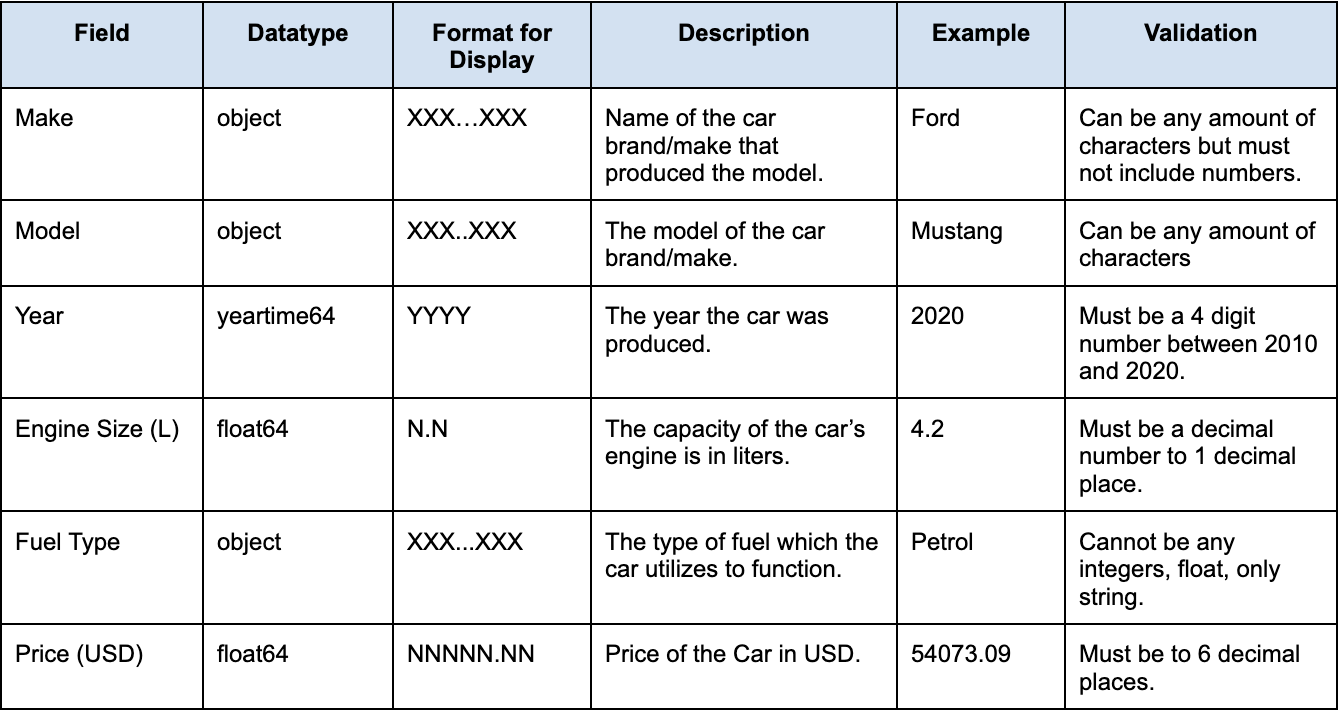 Field Datatype Format for Display Description Example Validation
Make object XXX…XXX Name of the car Ford Can be any amount of
brand/make that characters but must
produced the model. not include numbers.
Model object XXX..XXX The model of the car Mustang Can be any amount of
brand/make. characters
Year yeartime64 YYYY The year the car was 2020 Must be a 4 digit
produced. number between 2010
and 2020.
Engine Size (L) float64 N.N The capacity of the car’s 4.2 Must be a decimal
engine is in liters. number to 1 decimal
place.
Fuel Type object XXX...XXX The type of fuel which the Petrol Cannot be any
car utilizes to function. integers, float, only
string.
Price (USD) float64 NNNNN.NN Price of the Car in USD. 54073.09 Must be to 6 decimal
places.